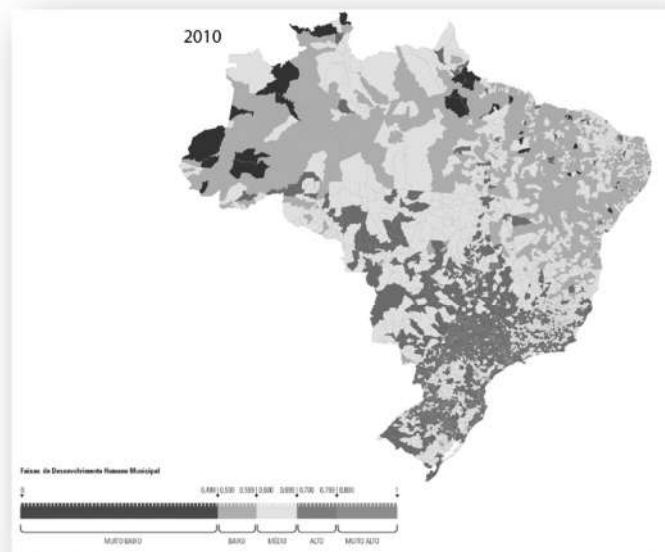 2010
Faixas de Desenvolvimento Humano Municipal
0 0,499 | 0,500 0,599 | 0,600 0,699 | 0,700 0,799 | 0,800 1
MUITO BAIXO BAIXO MÉDIO ALTO MUITO ALTO